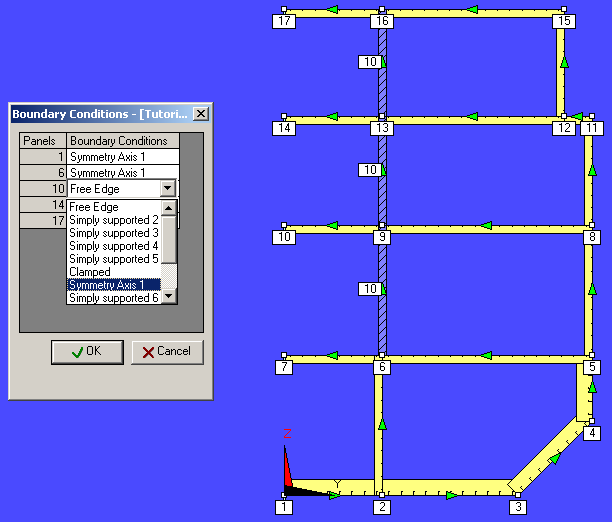 Boundary Conditions - [Tutori...
Panels Boundary Conditions
1 Symmetry Axis 1
6 Symmetry Axis 1
10 Free Edge
14 Free Edge
17 Simply supported 2
Simply supported 3
Simply supported 4
Simply supported 5
Clamped
Symmetry Axis 1
Simply supported 6
OK Cancel
17 16 15
10
14 13 12 11
10
10 9 8
10
7 6 5
4
Z
Y
1 2 3